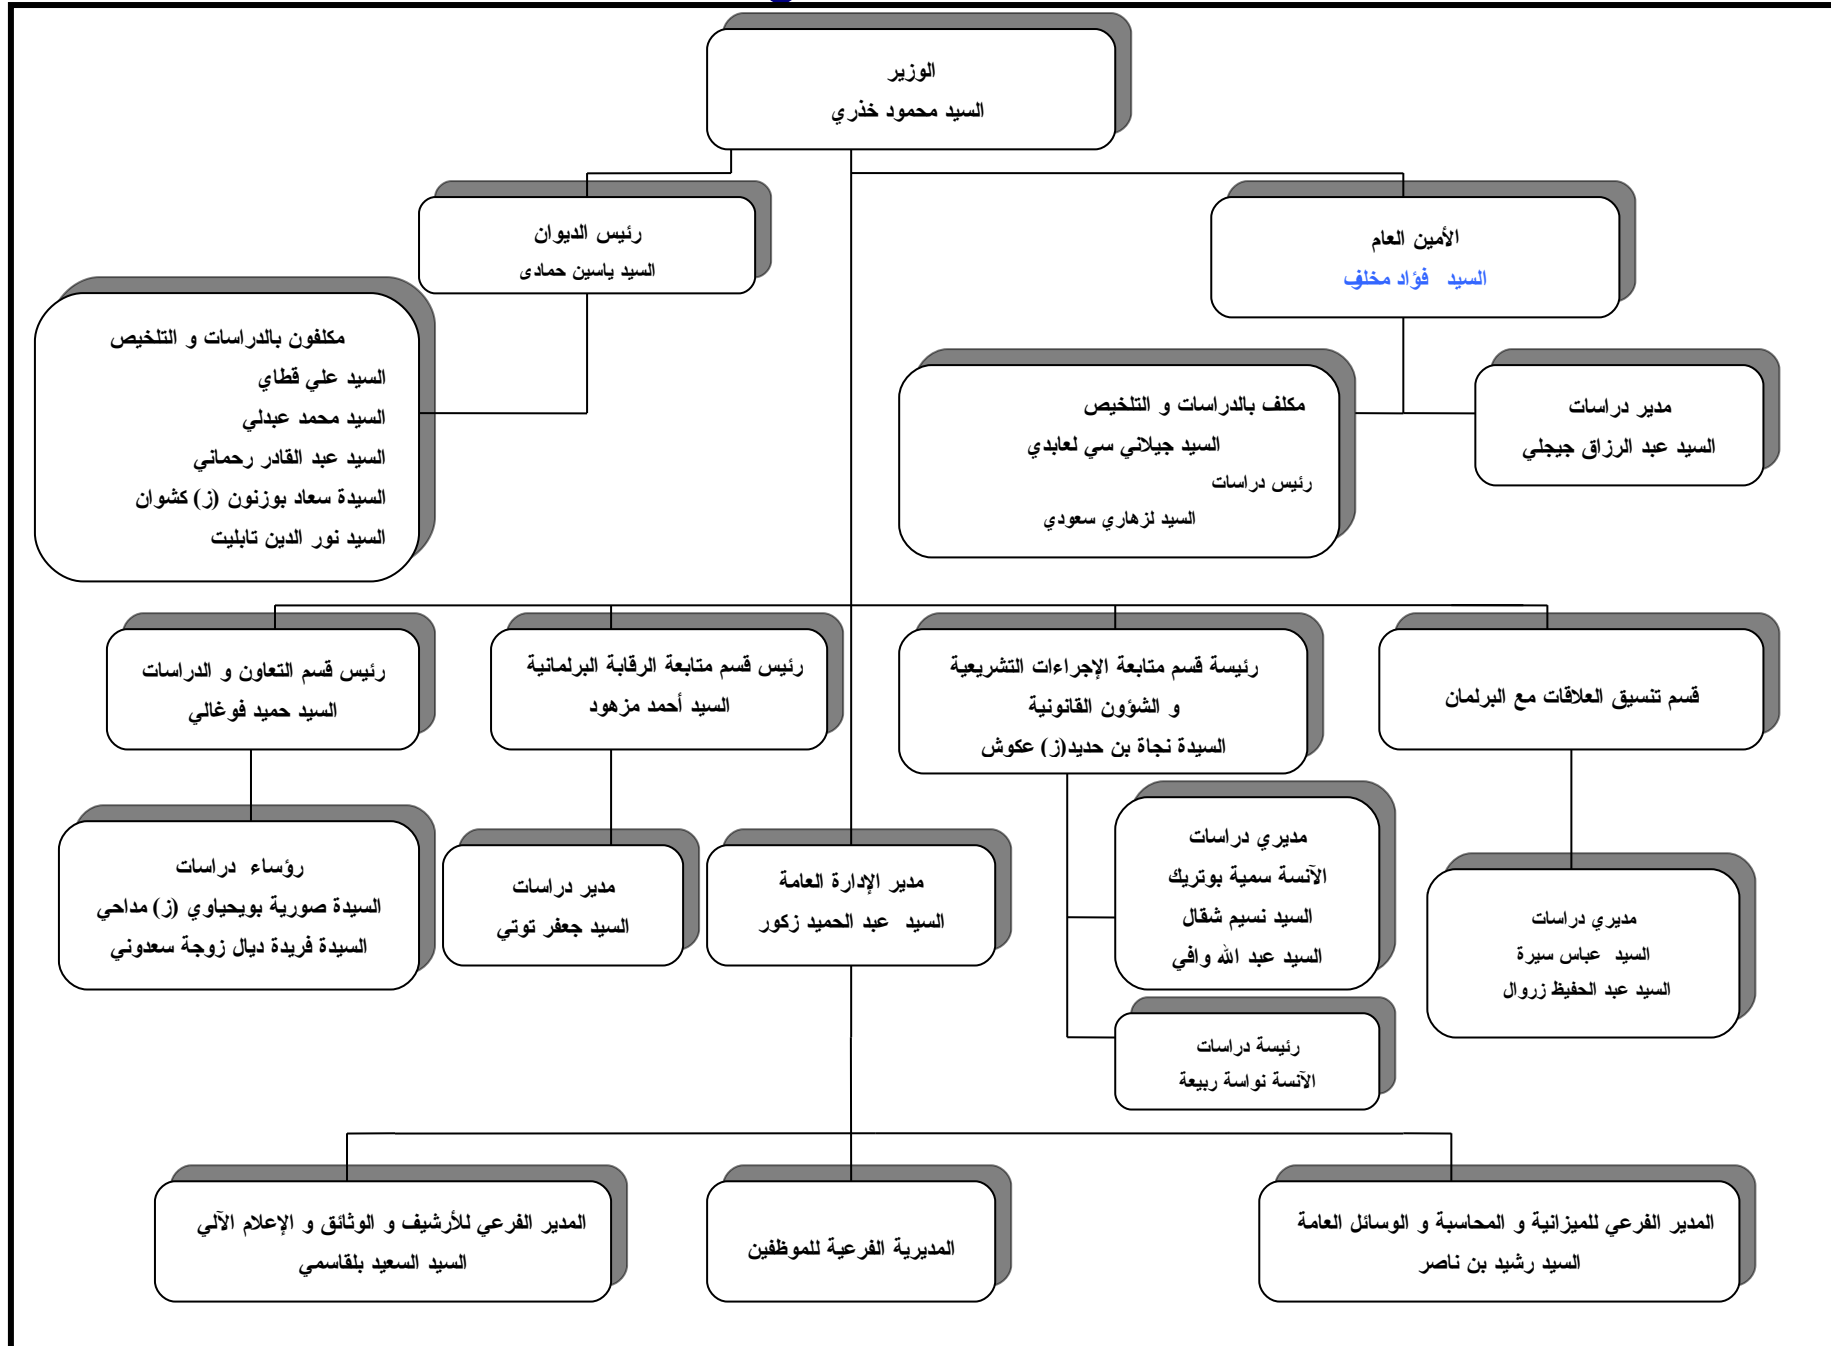 الوزير
السيد محمود خذري
الأمين العام
السيد فؤاد مخلف
رئيس الديوان
السيد ياسين حمادى
مدير دراسات
السيد عبد الرزاق جيجلي
مكلف بالدراسات و التلخيص
السيد جيلاني سي لعابدي
رئيس دراسات
السيد لزهاري سعودي
مكلفون بالدراسات و التلخيص
السيد علي قطاي
السيد محمد عبدلي
السيد عبد القادر رحماني
السيدة سعاد بوزنون (ز) كشوان
السيد نور الدين تابليت
قسم تنسيق العلاقات مع البرلمان
رئيسة قسم متابعة الإجراءات التشريعية
و الشؤون القانونية
السيدة نجاة بن حديد(ز) عكوش
رئيس قسم متابعة الرقابة البرلمانية
السيد أحمد مزهود
رئيس قسم التعاون و الدراسات
السيد حميد فوغالي
مديري دراسات
السيد عباس سيرة
السيد عبد الحفيظ زروال
مديري دراسات
الآنسة سمية بوتريك
السيد نسيم شقال
السيد عبد الله وافي
رئيسة دراسات
الآنسة نواسة ربيعة
مدير الإدارة العامة
السيد عبد الحميد زكور
مدير دراسات
السيد جعفر توتي
رؤساء دراسات
السيدة صورية بويحياوي (ز) مداحي
السيدة فريدة ديال زوجة سعدوني
المدير الفرعي للميزانية و المحاسبة و الوسائل العامة
السيد رشيد بن ناصر
المديرية الفرعية للموظفين
المدير الفرعي للأرشيف و الوثائق و الإعلام الآلي
السيد السعيد بلقاسمي